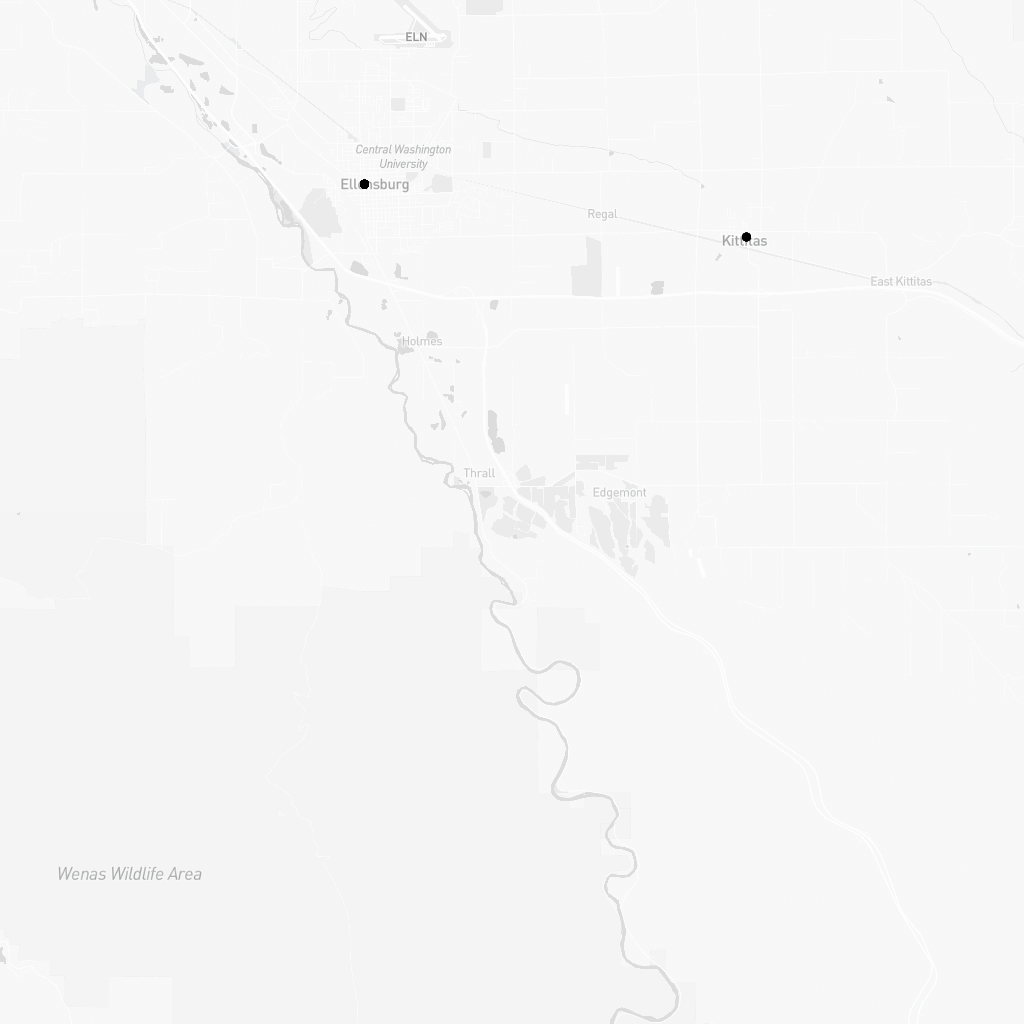 ELN
Central Washington
University
Ellensburg
Regal
Kittitas
East Kittitas
Holmes
Thrall
Edgemont
Wenas Wildlife Area